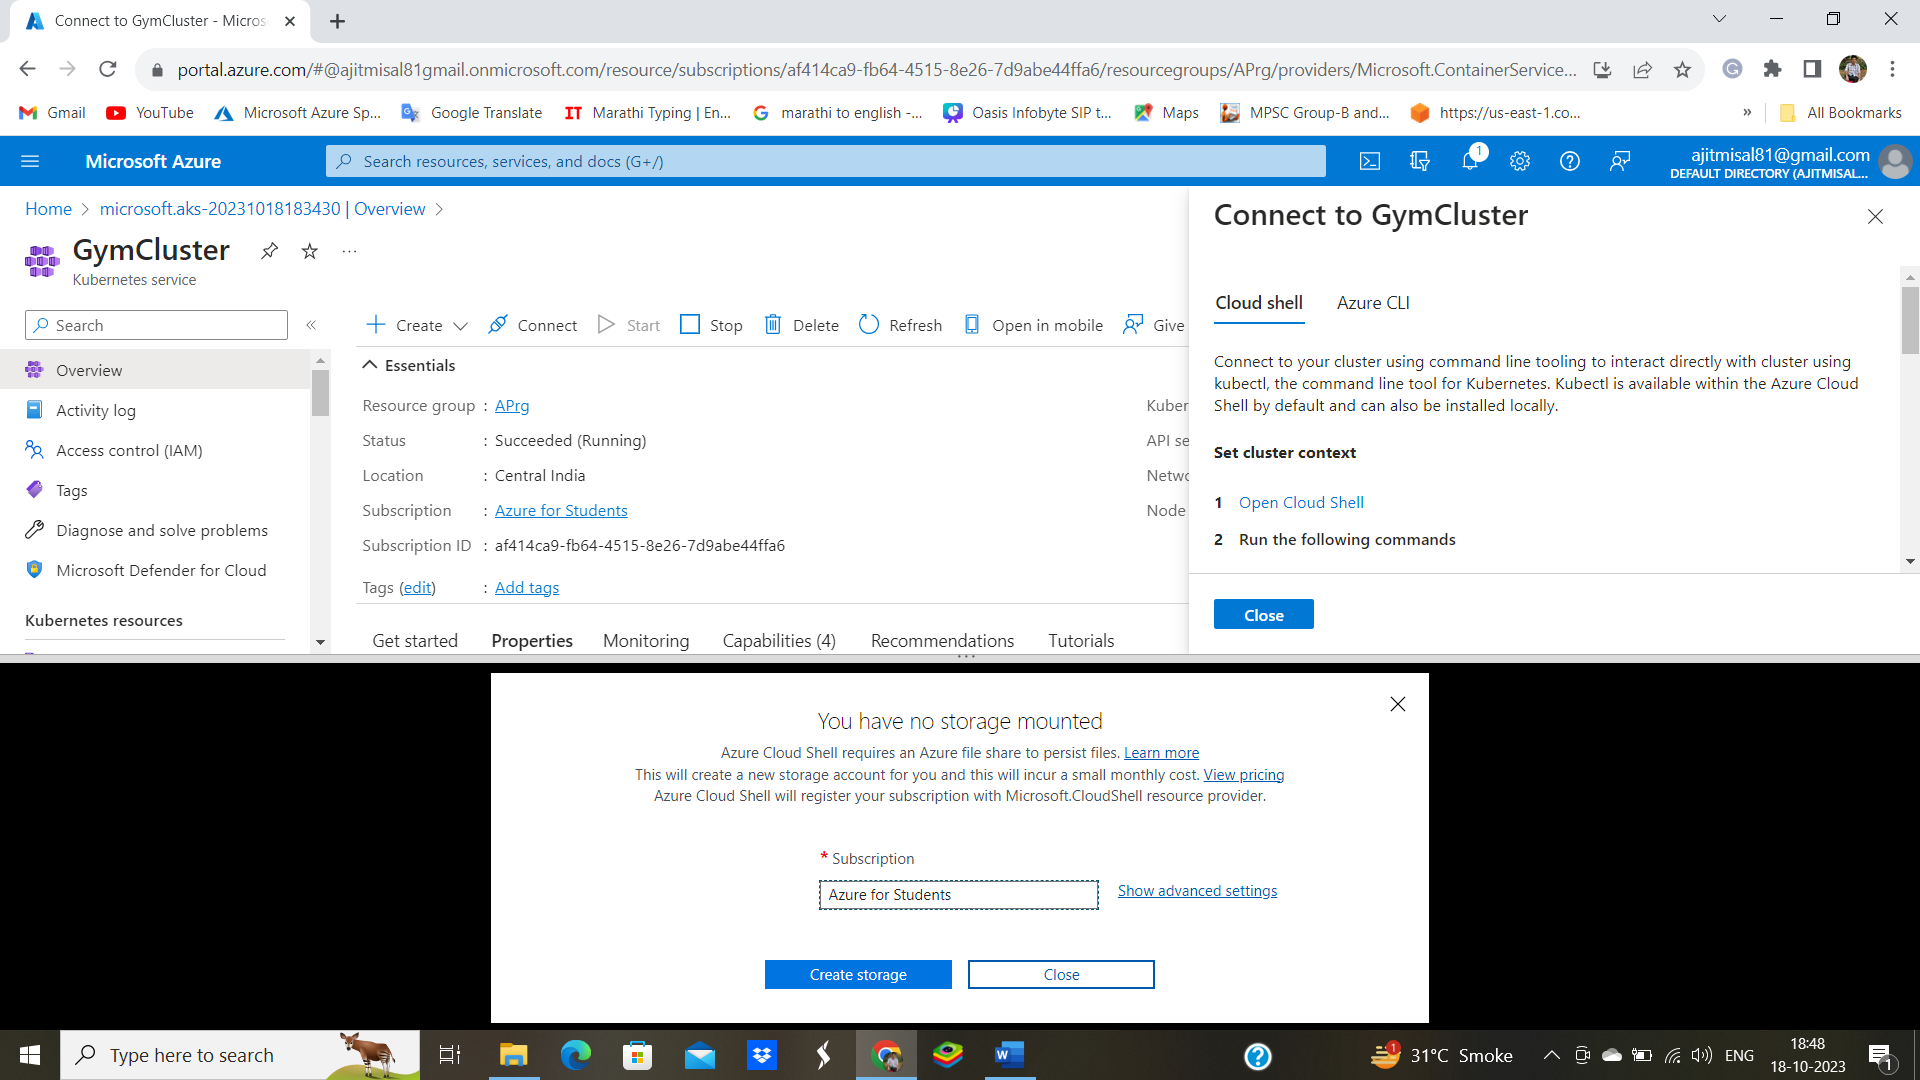 Connect to GymCluster - Micros
portal.azure.com/#@ajitmisal81gmail.onmicrosoft.com/resource/subscriptions/af414ca9-fb64-4515-8e26-7d9abe44ffa6/resourcegroups/APrg/providers/Microsoft.ContainerService...
Gmail YouTube Microsoft Azure Sp... Google Translate Marathi Typing | En... marathi to english -... Oasis Infobyte SIP t... Maps MPSC Group-B and... https://us-east-1.co... » All Bookmarks
Microsoft Azure Search resources, services, and docs (G+/) 1 ajitmisal81@gmail.com
DEFAULT DIRECTORY (AJITMISAL...
Home > microsoft.aks-20231018183430 | Overview >
GymCluster
Kubernetes service
Search
Create Connect Start Stop Delete Refresh Open in mobile Give
Overview
Activity log
Access control (IAM)
Tags
Diagnose and solve problems
Microsoft Defender for Cloud
Kubernetes resources
Essentials
Resource group : APrg
Status : Succeeded (Running)
Location : Central India
Subscription : Azure for Students
Subscription ID : af414ca9-fb64-4515-8e26-7d9abe44ffa6
Tags (edit) : Add tags
Kuber
API se
Netwo
Node
Get started Properties Monitoring Capabilities (4) Recommendations Tutorials
Connect to GymCluster
Cloud shell Azure CLI
Connect to your cluster using command line tooling to interact directly with cluster using
kubectl, the command line tool for Kubernetes. Kubectl is available within the Azure Cloud
Shell by default and can also be installed locally.
Set cluster context
1 Open Cloud Shell
2 Run the following commands
Close
You have no storage mounted
Azure Cloud Shell requires an Azure file share to persist files. Learn more
This will create a new storage account for you and this will incur a small monthly cost. View pricing
Azure Cloud Shell will register your subscription with Microsoft.CloudShell resource provider.
* Subscription
Azure for Students
Show advanced settings
Create storage Close
Type here to search
1 31°C Smoke ENG
18:48
18-10-2023
1